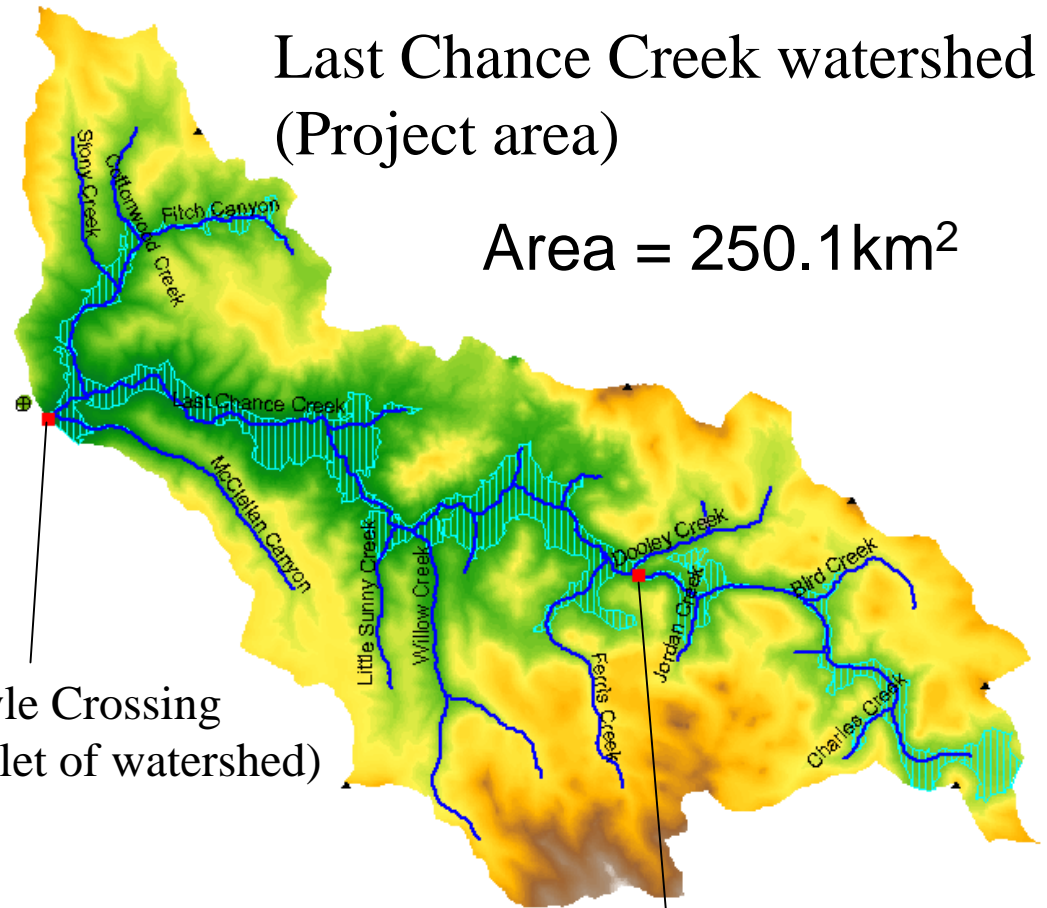 Last Chance Creek watershed
(Project area)
Area = 250.1km²
Stony Creek
Cottonwood Creek
Fitch Canyon
Last Chance Creek
McClellan Canyon
Little Sunny Creek
Willow Creek
Dooley Creek
Jordan Creek
Bird Creek
Ferris Creek
Charles Creek
yle Crossing
let of watershed)